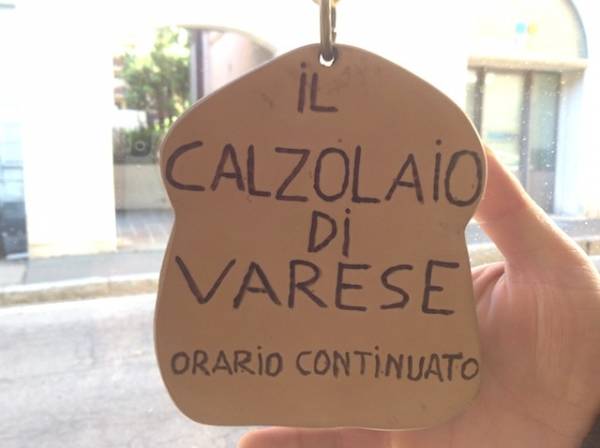 iL
CALZOLAiO
Di
VARESE
ORARiO CONTiNUATO